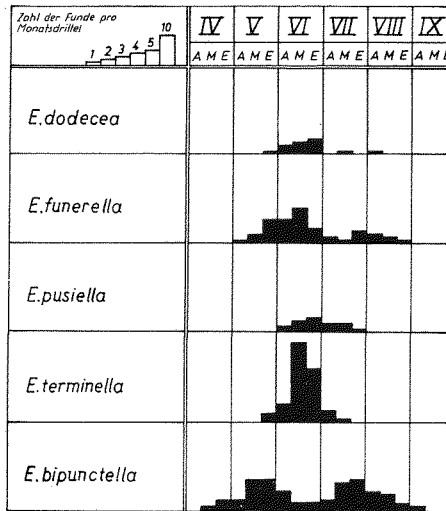 Zahl der Funde pro
Monatsdrittel
1 2 3 4 5 10
IV V VI VII VIII IX
A M E A M E A M E A M E A M E A
E.dodecea
E.funerella
E.pusiella
E.terminella
E.bipunctella